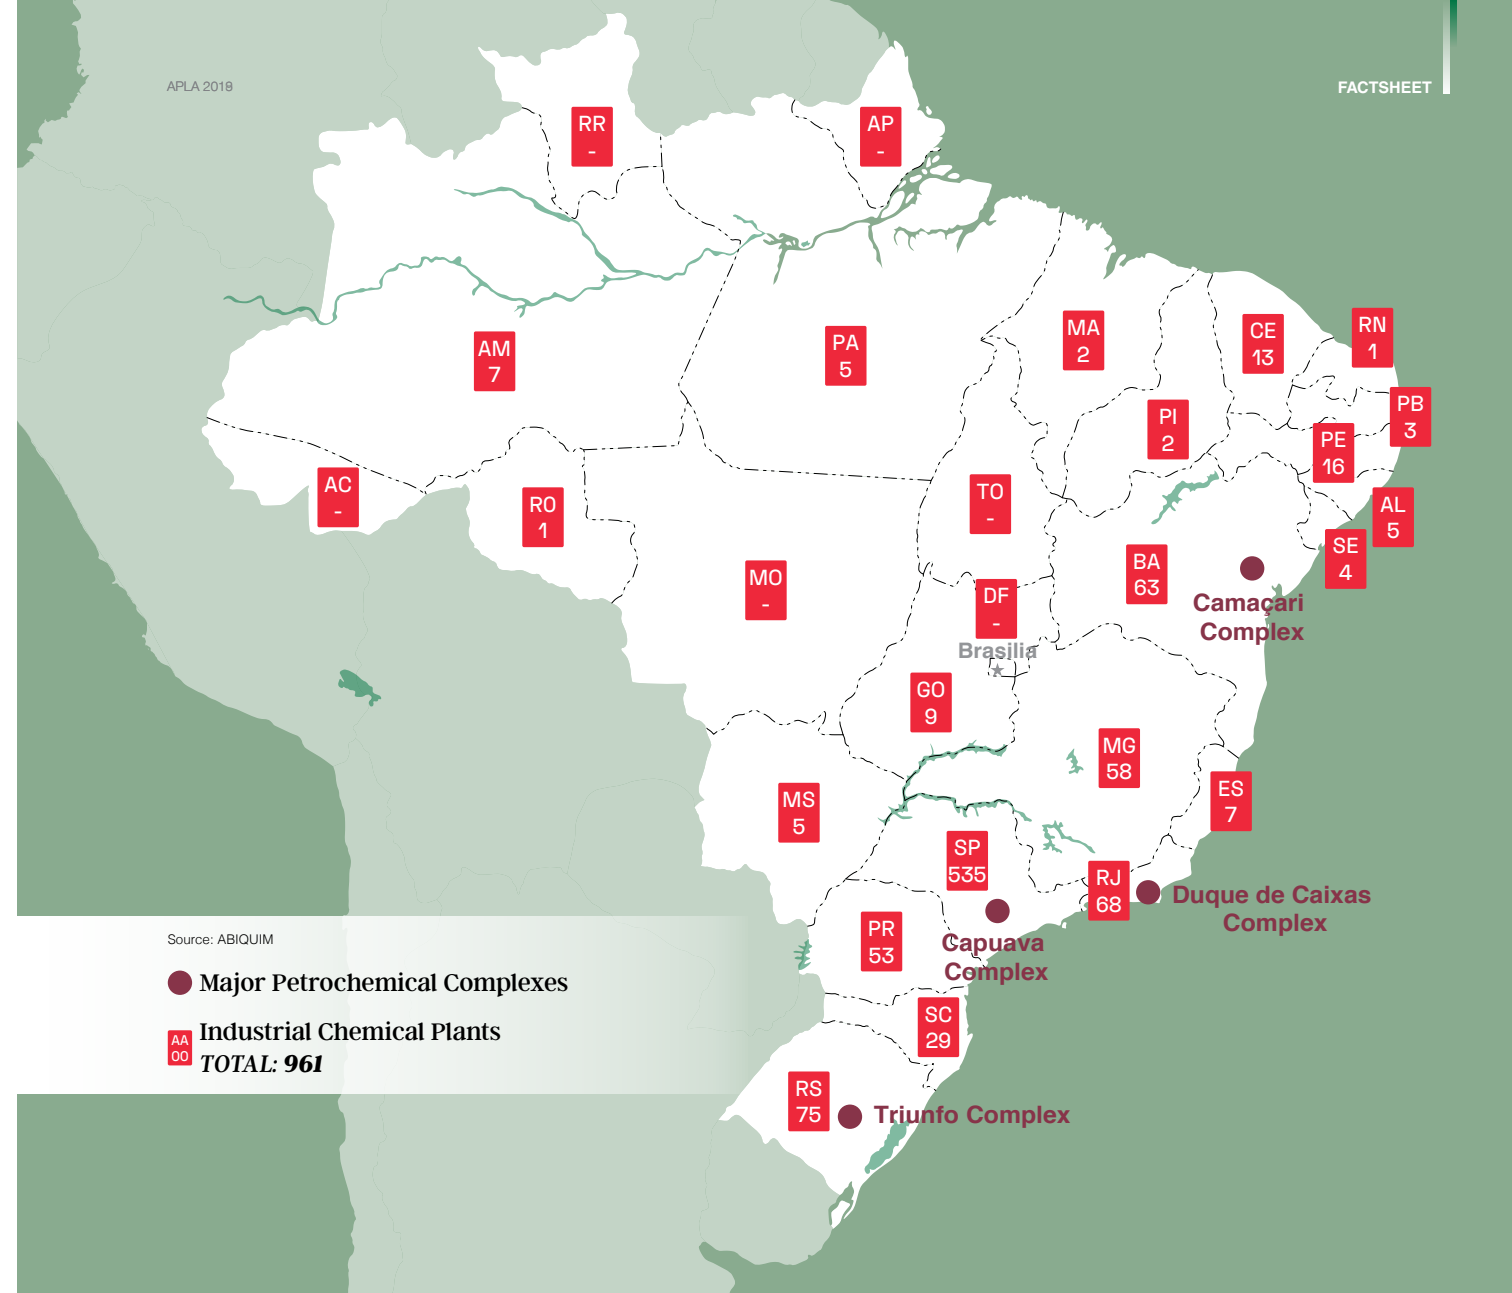 APLA 2019
FACTSHEET
RR
-
AP
-
AM
7
PA
5
MA
2
CE
13
RN
1
PI
2
PB
3
PE
16
AC
-
RO
1
TO
-
AL
5
SE
4
MO
-
DF
-
BA
63
Camaçari
Complex
Brasilia
GO
9
MG
58
MS
5
ES
7
SP
535
RJ
68
Duque de Caixas
Complex
PR
53
Capuava
Complex
SC
29
RS
75
Triunfo Complex
Source: ABIQUIM
Major Petrochemical Complexes
AA
00
Industrial Chemical Plants
TOTAL: 961